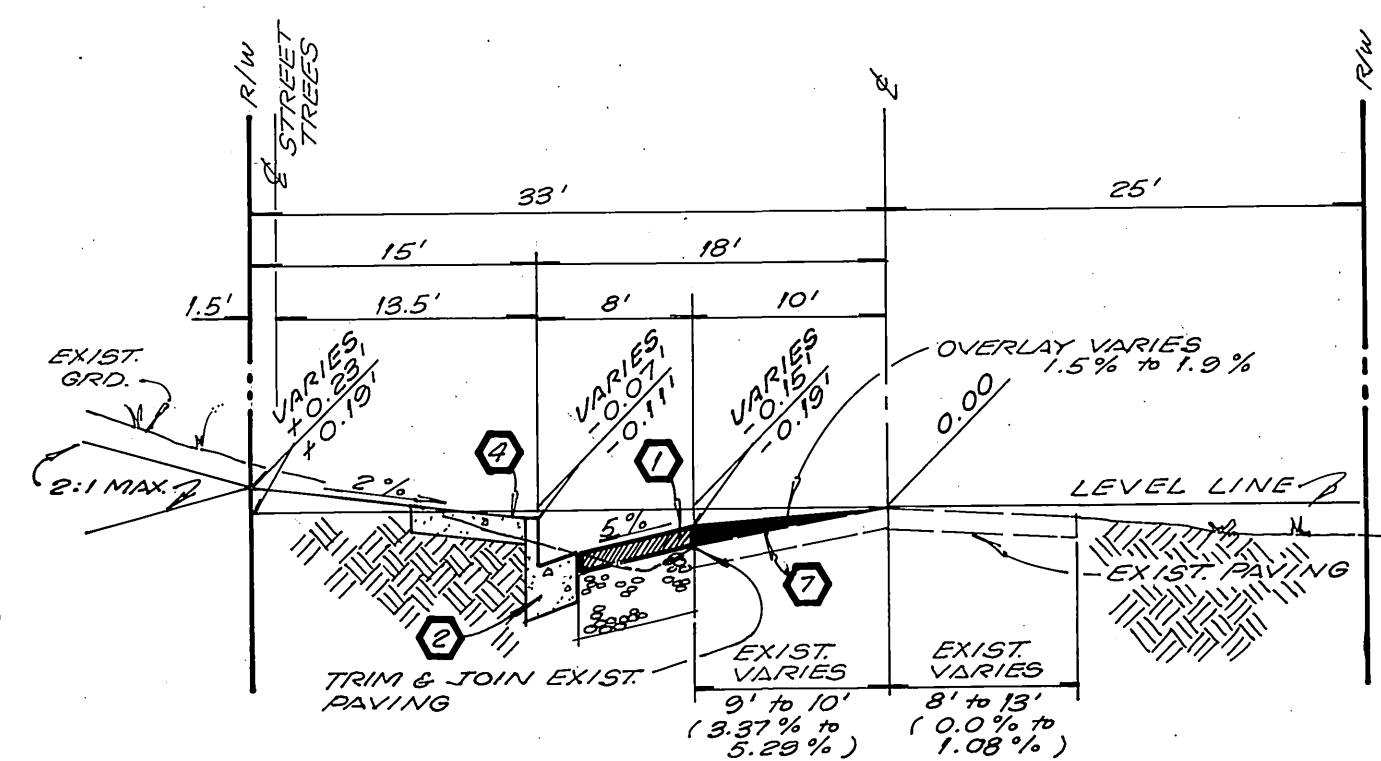 R/W
℄ STREET
TREES
℄
R/W
33'
25'
15'
18'
1.5'
13.5'
8'
10'
EXIST.
GRD.
VARIES
+0.23'
+0.19'
VARIES
-0.07'
-0.11'
VARIES
-0.15'
-0.19'
OVERLAY VARIES
1.5% to 1.9%
0.00
4
1
2:1 MAX.
2%
LEVEL LINE
5%
7
EXIST. PAVING
2
TRIM & JOIN EXIST.
PAVING
EXIST.
VARIES
9' to 10'
(3.37% to
5.29%)
EXIST.
VARIES
8' to 13'
(0.0% to
1.08%)